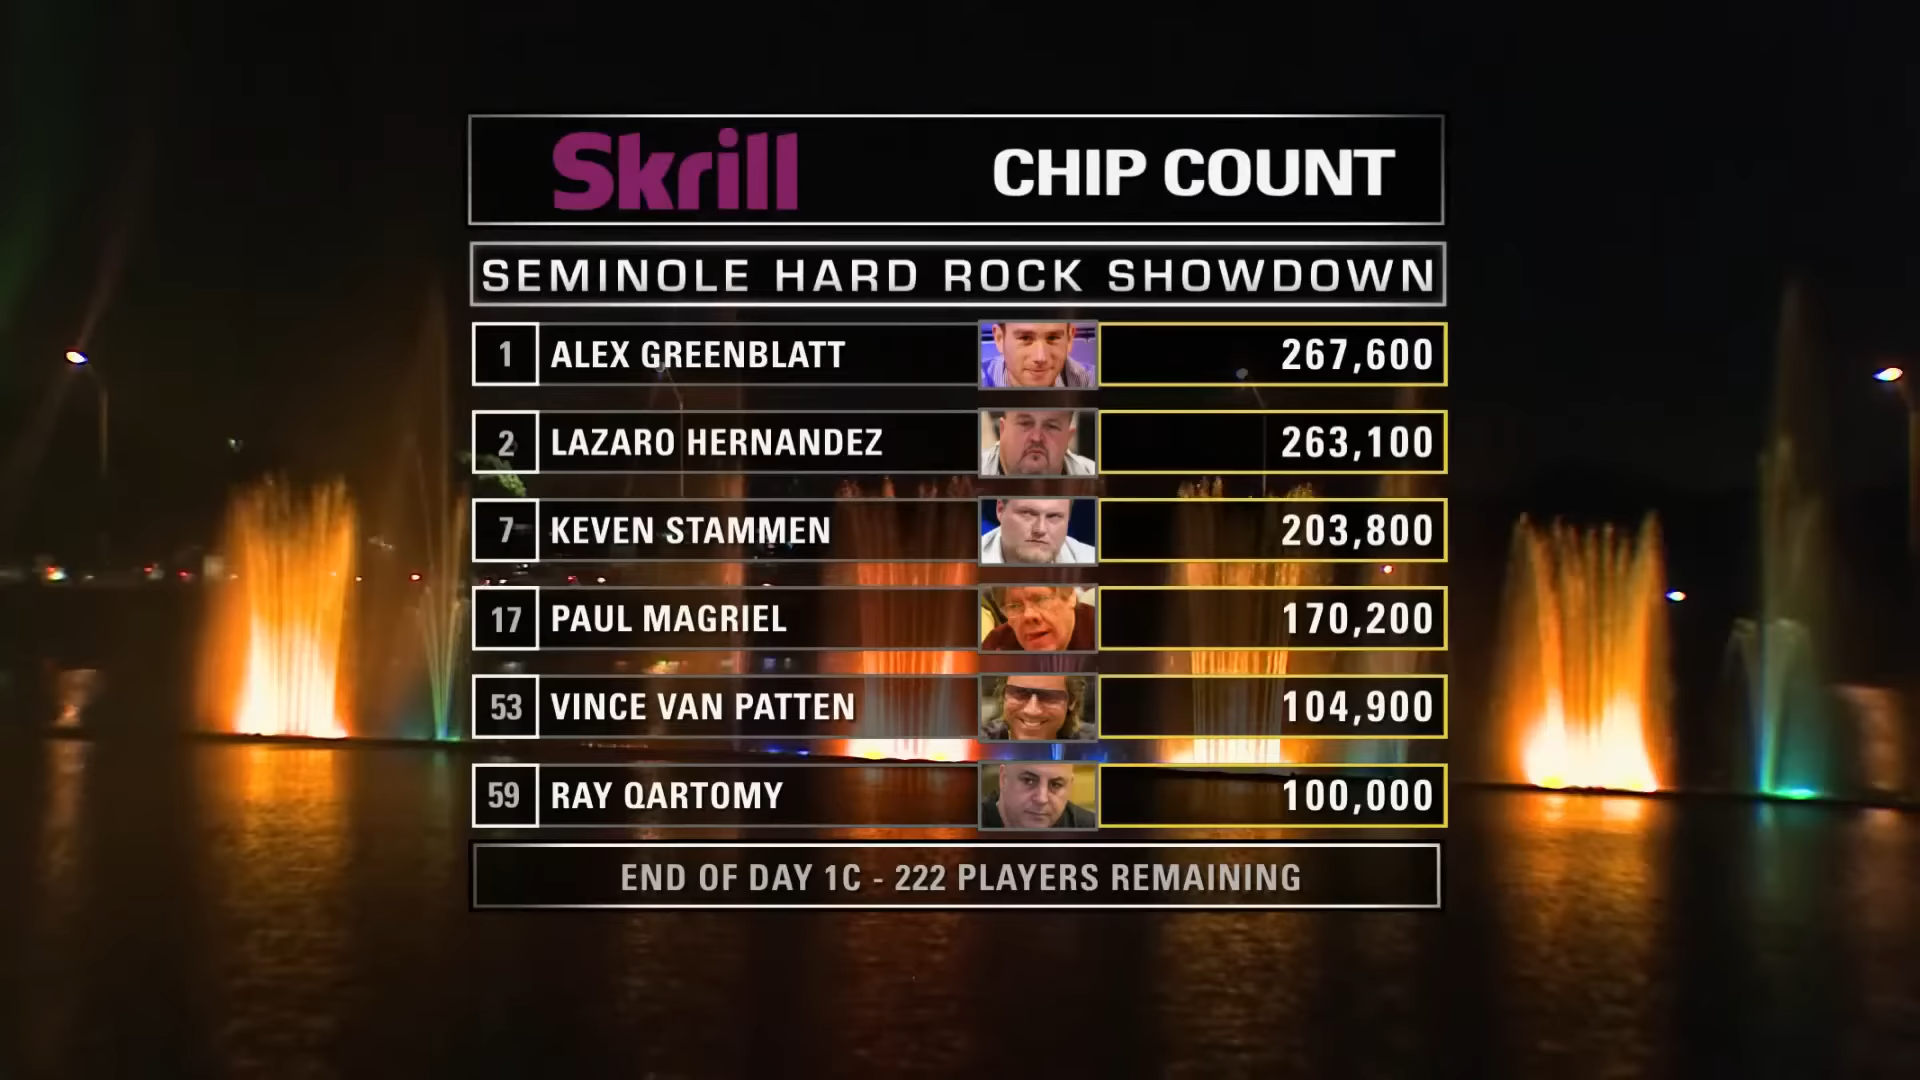 Skrill CHIP COUNT
SEMINOLE HARD ROCK SHOWDOWN
1 ALEX GREENBLATT 267,600
2 LAZARO HERNANDEZ 263,100
7 KEVEN STAMMEN 203,800
17 PAUL MAGRIEL 170,200
53 VINCE VAN PATTEN 104,900
59 RAY QARTOMY 100,000
END OF DAY 1C - 222 PLAYERS REMAINING